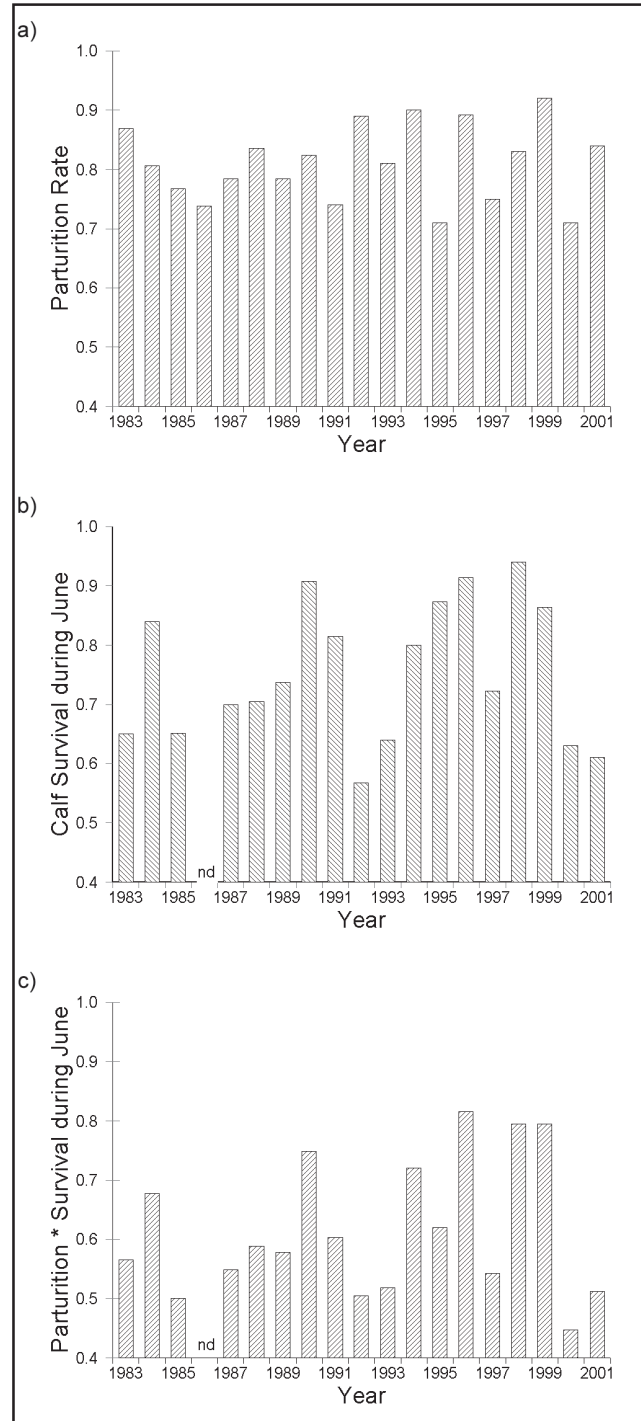 a)
1.0
0.9
0.8
0.7
0.6
0.5
0.4
Parturition Rate
1983 1985 1987 1989 1991 1993 1995 1997 1999 2001
Year
b)
1.0
0.9
0.8
0.7
0.6
0.5
0.4
Calf Survival during June
nd
1983 1985 1987 1989 1991 1993 1995 1997 1999 2001
Year
c)
1.0
0.9
0.8
0.7
0.6
0.5
0.4
Parturition * Survival during June
nd
1983 1985 1987 1989 1991 1993 1995 1997 1999 2001
Year